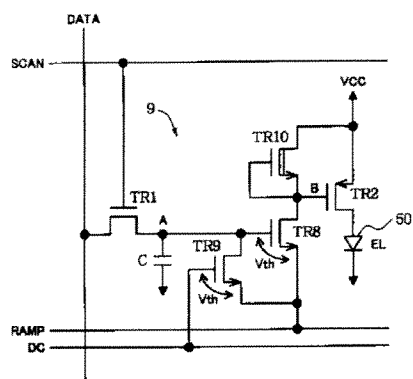 DATA
SCAN
VCC
9
TR10
TR1
A
B
TR2
50
TR9
TR8
C
Vth
EL
Vth
RAMP
DC